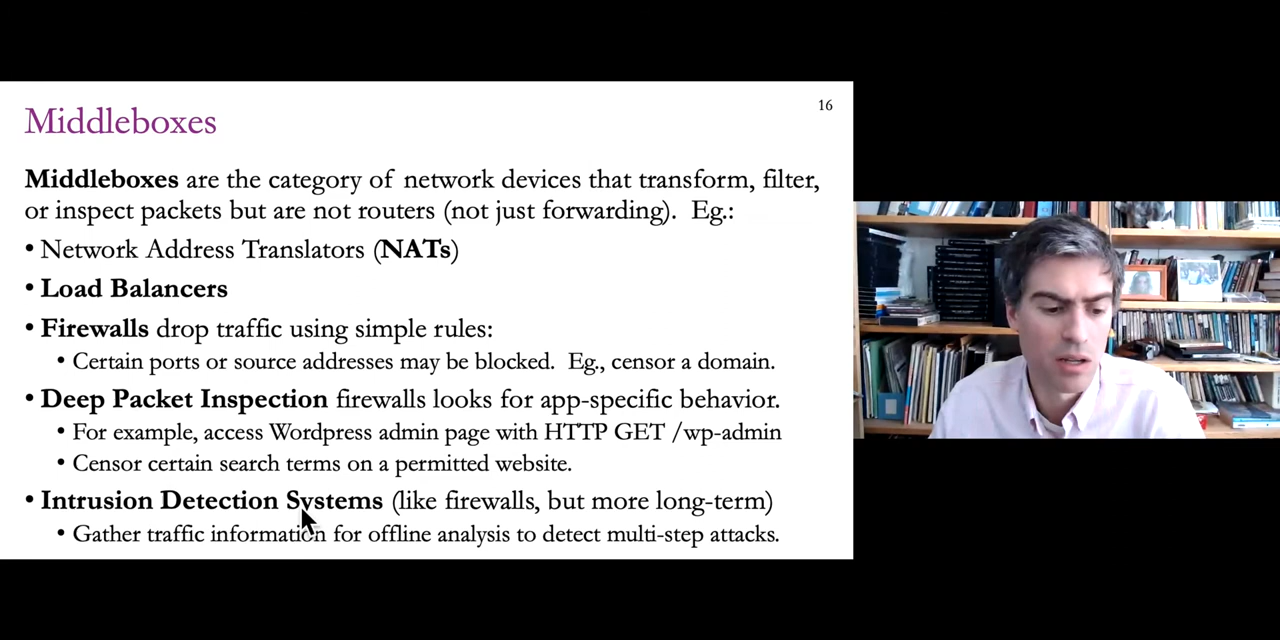 16
Middleboxes
Middleboxes are the category of network devices that transform, filter,
or inspect packets but are not routers (not just forwarding).  Eg.:
• Network Address Translators (NATs)
• Load Balancers
• Firewalls drop traffic using simple rules:
• Certain ports or source addresses may be blocked.  Eg., censor a domain.
• Deep Packet Inspection firewalls looks for app-specific behavior.
• For example, access Wordpress admin page with HTTP GET /wp-admin
• Censor certain search terms on a permitted website.
• Intrusion Detection Systems (like firewalls, but more long-term)
• Gather traffic information for offline analysis to detect multi-step attacks.